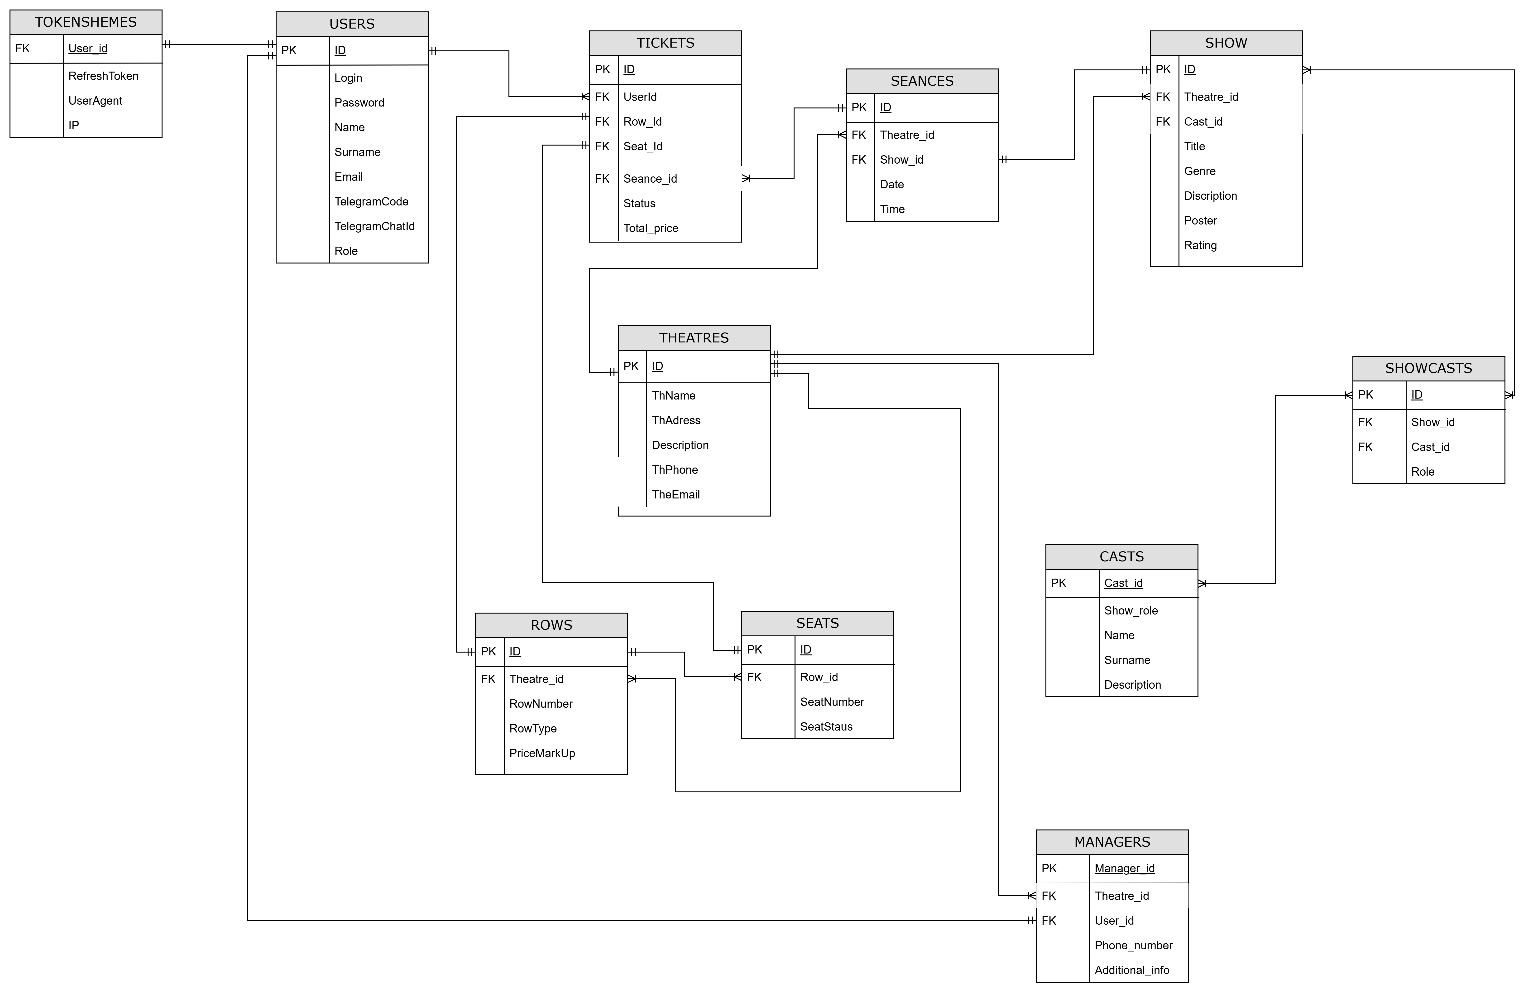 TOKENSHEMES
FK User_id
RefreshToken
UserAgent
IP
USERS
PK ID
Login
Password
Name
Surname
Email
TelegramCode
TelegramChatId
Role
TICKETS
PK ID
FK UserId
FK Row_Id
FK Seat_Id
FK Seance_id
Status
Total_price
SEANCES
PK ID
FK Theatre_id
FK Show_id
Date
Time
SHOW
PK ID
FK Theatre_id
FK Cast_id
Title
Genre
Discription
Poster
Rating
THEATRES
PK ID
ThName
ThAdress
Description
ThPhone
TheEmail
SHOWCASTS
PK ID
FK Show_id
FK Cast_id
Role
CASTS
PK Cast_id
Show_role
Name
Surname
Description
ROWS
PK ID
FK Theatre_id
RowNumber
RowType
PriceMarkUp
SEATS
PK ID
FK Row_id
SeatNumber
SeatStaus
MANAGERS
PK Manager_id
FK Theatre_id
FK User_id
Phone_number
Additional_info